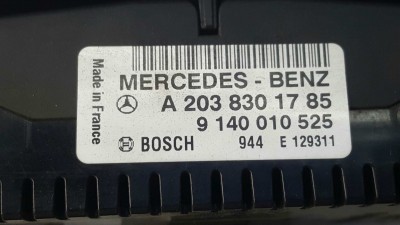 MERCEDES - BENZ
A 203 830 17 85
9 140 010 525
BOSCH 944 E 129311
Made in France